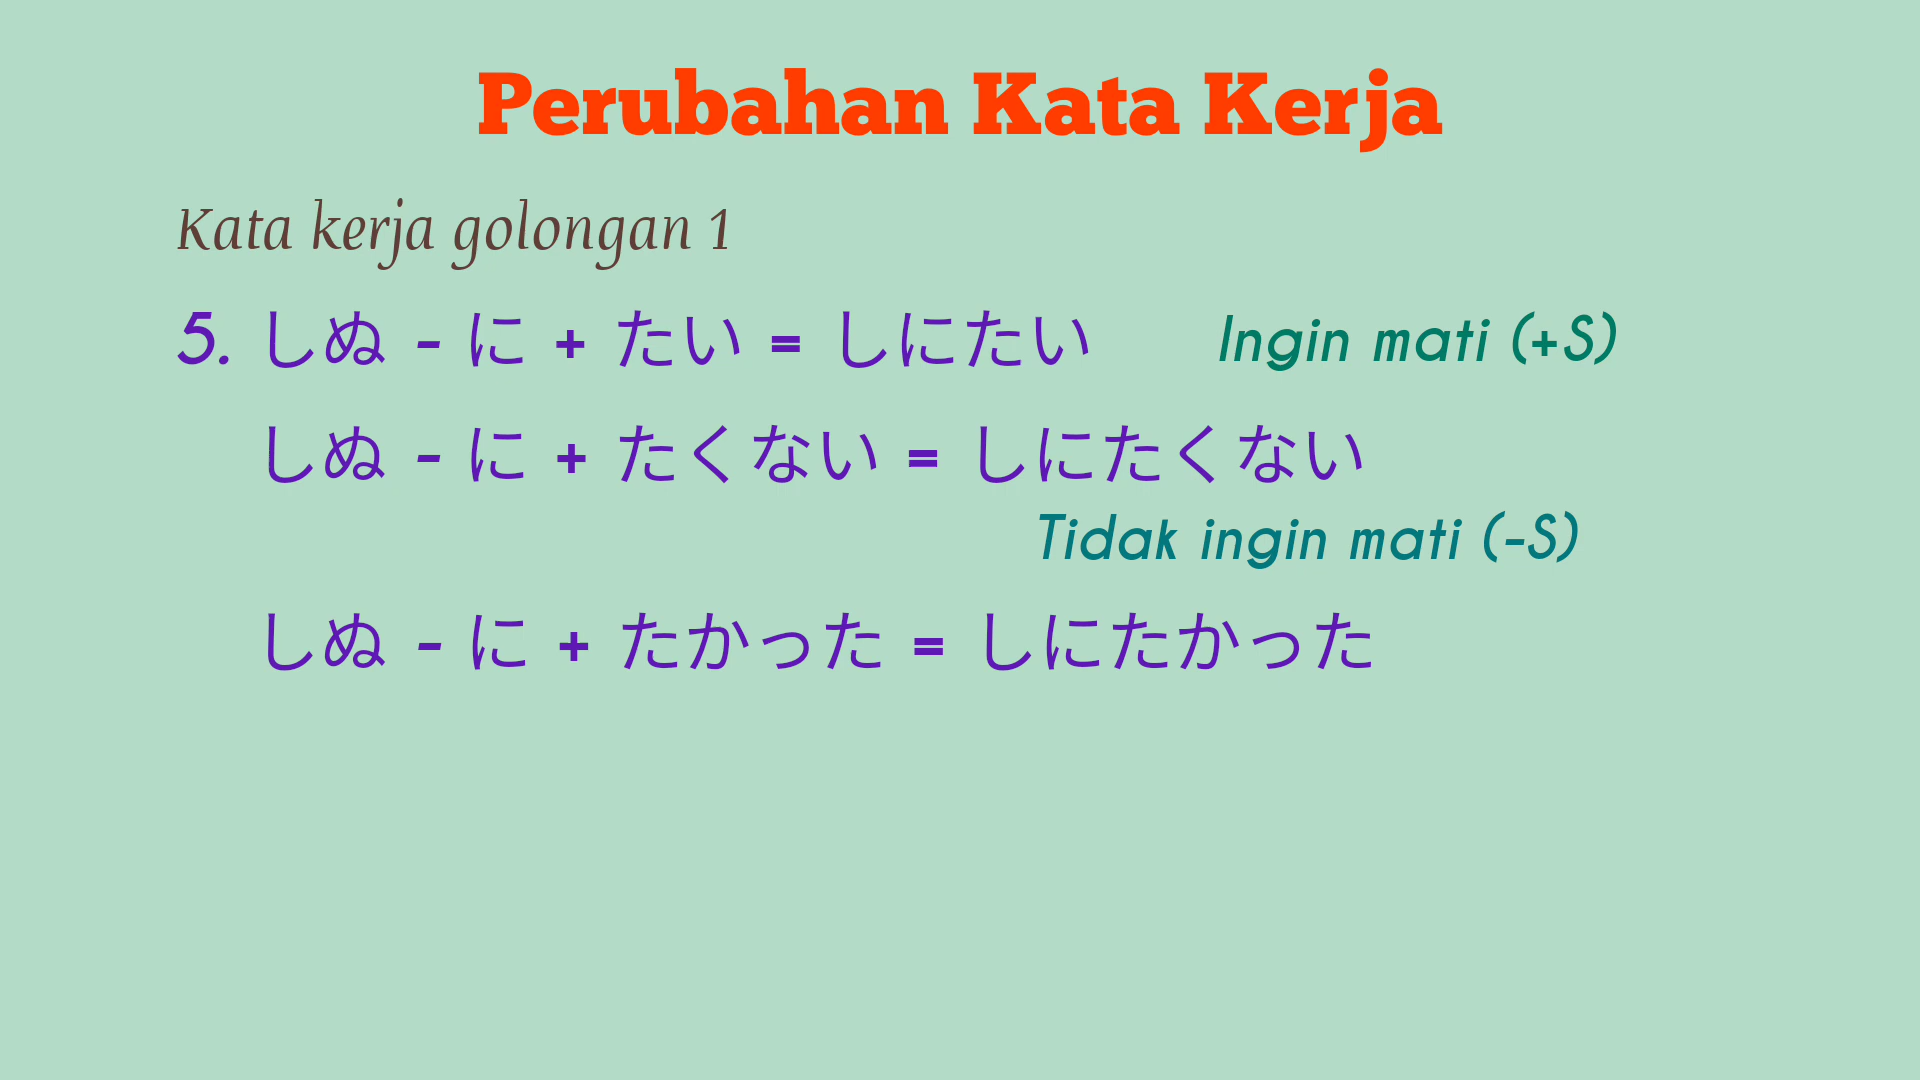 Perubahan Kata Kerja
Kata kerja golongan 1
5. しぬ - に + たい = しにたい Ingin mati (+S)
しぬ - に + たくない = しにたくない
Tidak ingin mati (-S)
しぬ - に + たかった = しにたかった